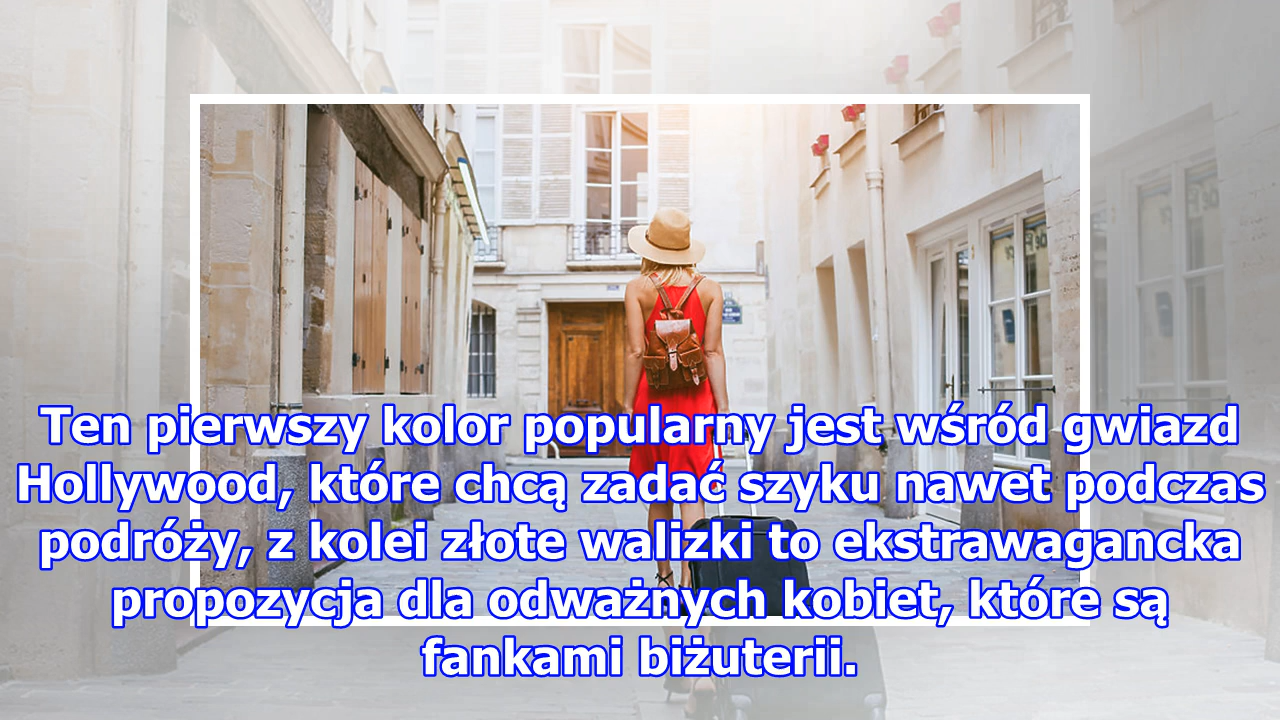 Ten pierwszy kolor popularny jest wśród gwiazd
Hollywood, które chcą zadać szyku nawet podczas
podróży, z kolei złote walizki to ekstrawagancka
propozycja dla odważnych kobiet, które są
fankami biżuterii.